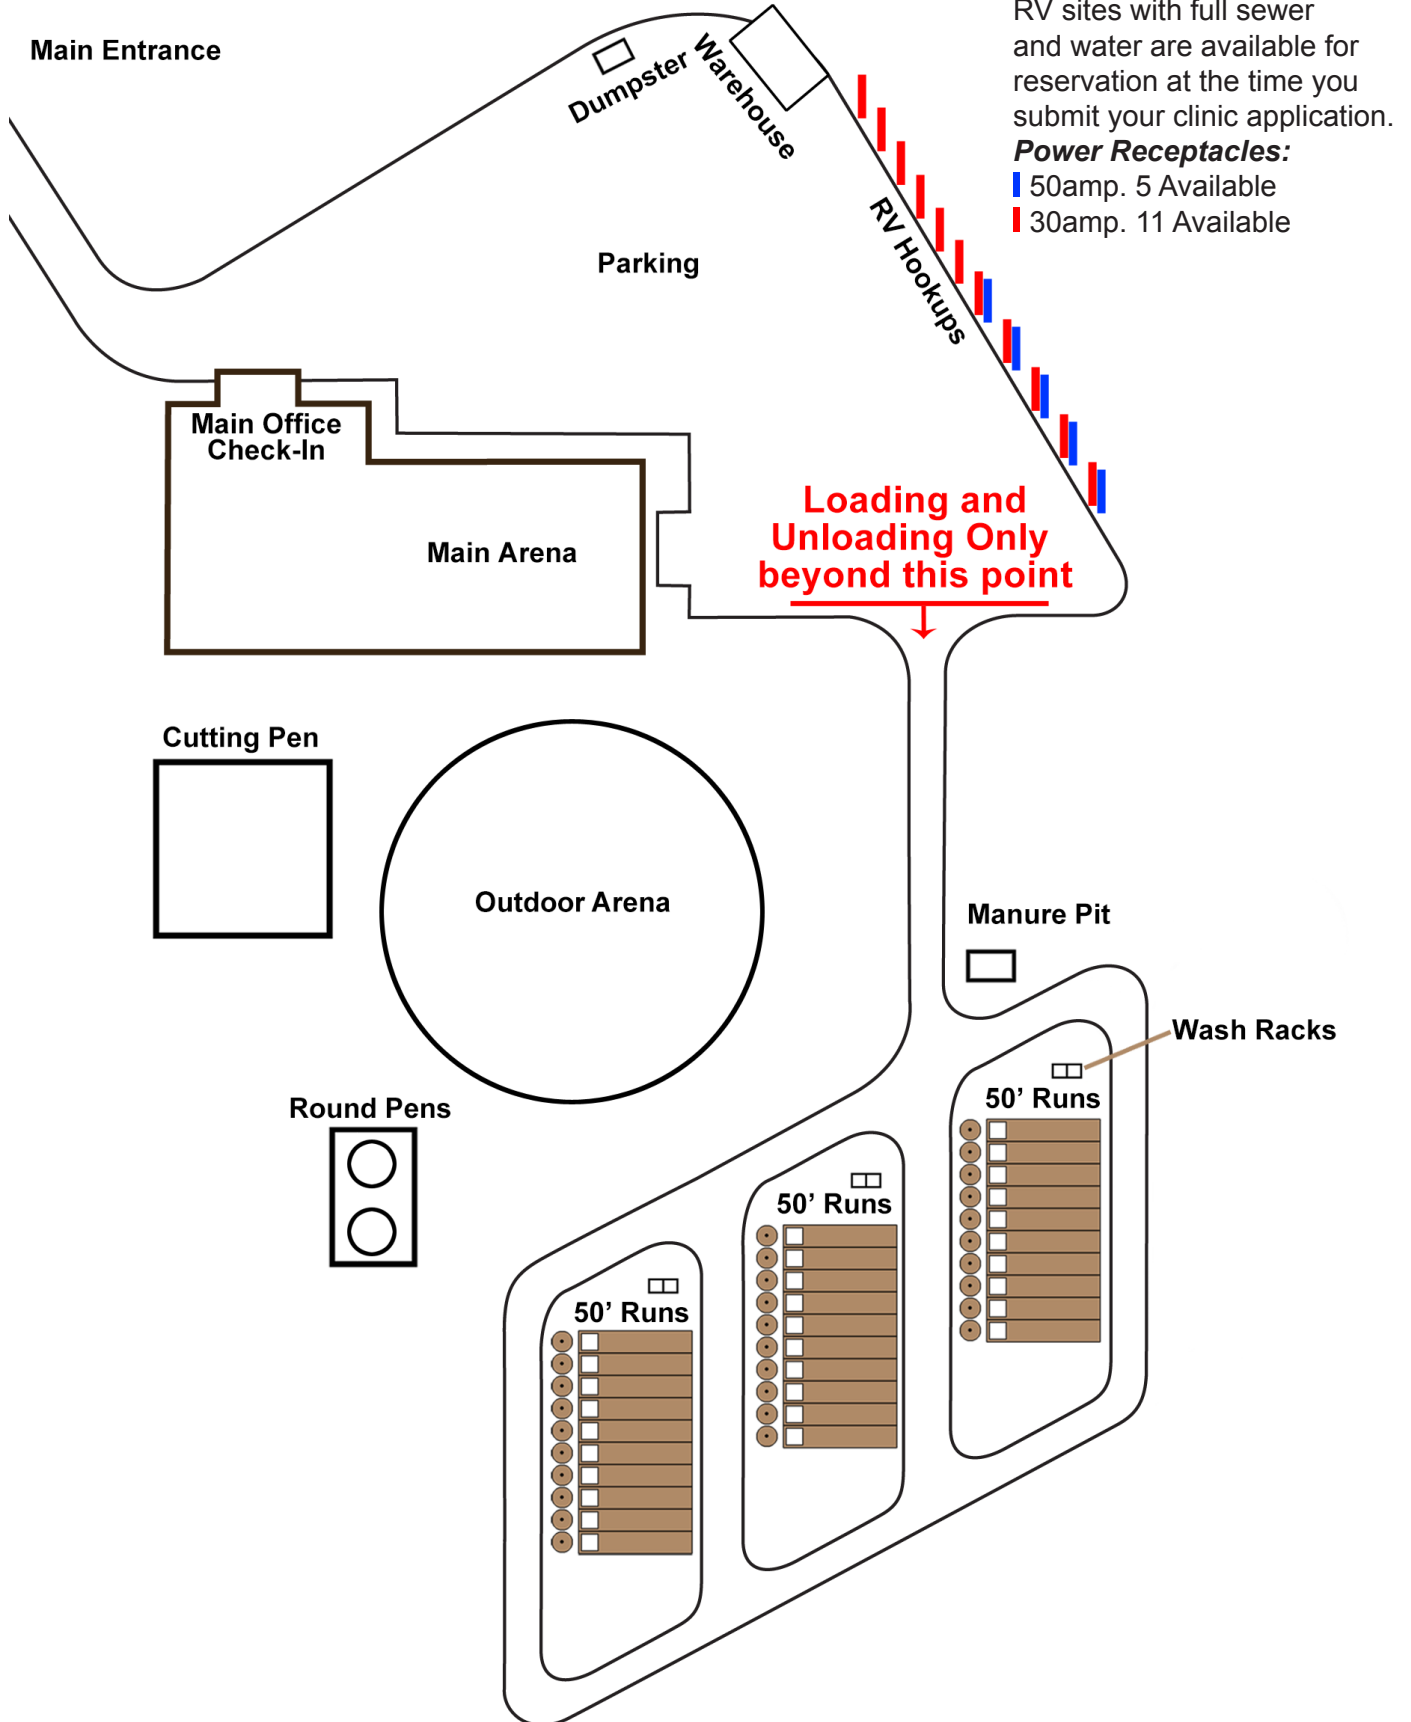 Main Entrance
RV sites with full sewer
and water are available for
reservation at the time you
submit your clinic application.
Power Receptacles:
50amp. 5 Available
30amp. 11 Available
Dumpster
Warehouse
Parking
RV Hookups
Main Office
Check-In
Main Arena
Loading and
Unloading Only
beyond this point
Cutting Pen
Outdoor Arena
Manure Pit
Wash Racks
Round Pens
50’ Runs
50’ Runs
50’ Runs